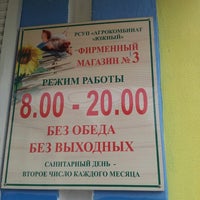 РСУП «АГРОКОМБИНАТ
«ЮЖНЫЙ»
ФИРМЕННЫЙ
МАГАЗИН № 3
РЕЖИМ РАБОТЫ
8.00 - 20.00
БЕЗ ОБЕДА
БЕЗ ВЫХОДНЫХ
САНИТАРНЫЙ ДЕНЬ -
ВТОРОЕ ЧИСЛО КАЖДОГО МЕСЯЦА